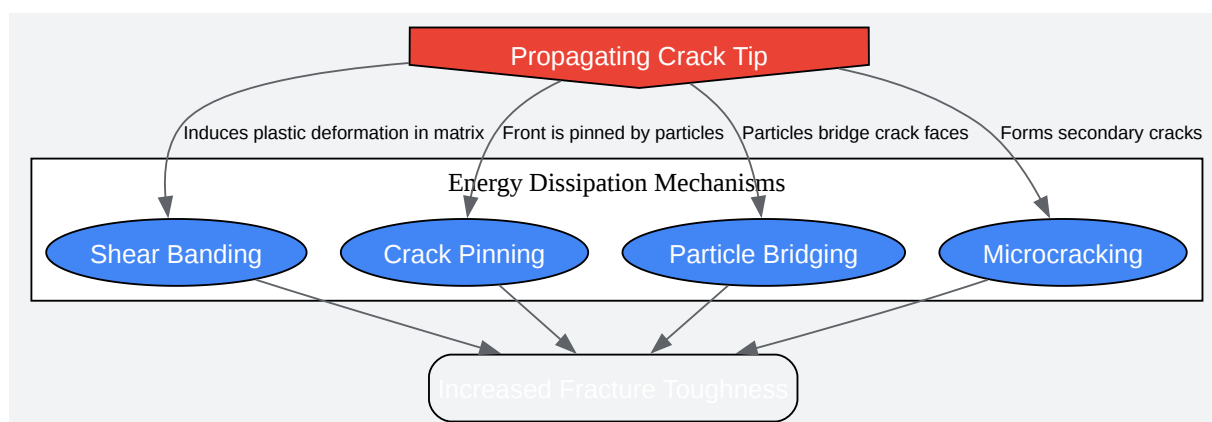 Propagating Crack Tip
Induces plastic deformation in matrix
Front is pinned by particles
Particles bridge crack faces
Forms secondary cracks
Energy Dissipation Mechanisms
Shear Banding
Crack Pinning
Particle Bridging
Microcracking
Increased Fracture Toughness